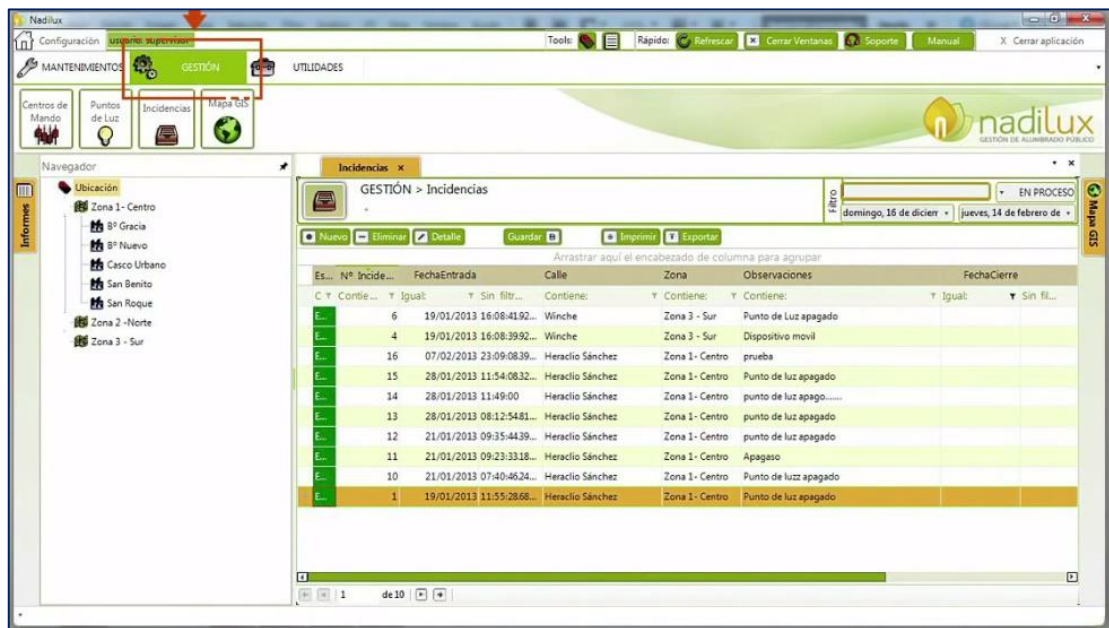 Nadilux
Configuración usuario: supervisor Tools: Rápido: Refrescar Cerrar Ventanas Soporte Manual X Cerrar aplicación
MANTENIMIENTOS GESTIÓN UTILIDADES
Centros de Mando Puntos de Luz Incidencias Mapa GIS
nadilux
GESTIÓN DE ALUMBRADO PÚBLICO
Navegador
Incidencias ×
Informes
Ubicación
Zona 1- Centro
Bº Gracia
Bº Nuevo
Casco Urbano
San Benito
San Roque
Zona 2 -Norte
Zona 3 - Sur
GESTIÓN > Incidencias
Filtro
EN PROCESO
domingo, 16 de diciem jueves, 14 de febrero de
Mapa GIS
Nuevo Eliminar Detalle Guardar Imprimir Exportar
Arrastrar aquí el encabezado de columna para agrupar
Es... Nº Incide... FechaEntrada Calle Zona Observaciones FechaCierre
C Contie... Igual: Sin filtr... Contiene: Contiene: Contiene: Igual: Sin fil...
E... 6 19/01/2013 16:08:41.92... Winche Zona 3 - Sur Punto de Luz apagado
E... 4 19/01/2013 16:08:39.92... Winche Zona 3 - Sur Dispositivo movil
E... 16 07/02/2013 23:09:08.39... Heraclio Sánchez Zona 1- Centro prueba
E... 15 28/01/2013 11:54:08.32... Heraclio Sánchez Zona 1- Centro Punto de luz apagado
E... 14 28/01/2013 11:49:00 Heraclio Sánchez Zona 1- Centro punto de luz apago.......
E... 13 28/01/2013 08:12:54.81... Heraclio Sánchez Zona 1- Centro punto de luz apagado
E... 12 21/01/2013 09:35:44.39... Heraclio Sánchez Zona 1- Centro punto de luz apagado
E... 11 21/01/2013 09:23:33.18... Heraclio Sánchez Zona 1- Centro Apagaso
E... 10 21/01/2013 07:40:46.24... Heraclio Sánchez Zona 1- Centro Punto de luzz apagado
E... 1 19/01/2013 11:55:28.68... Heraclio Sánchez Zona 1- Centro Punto de luz apagado
1 de 10